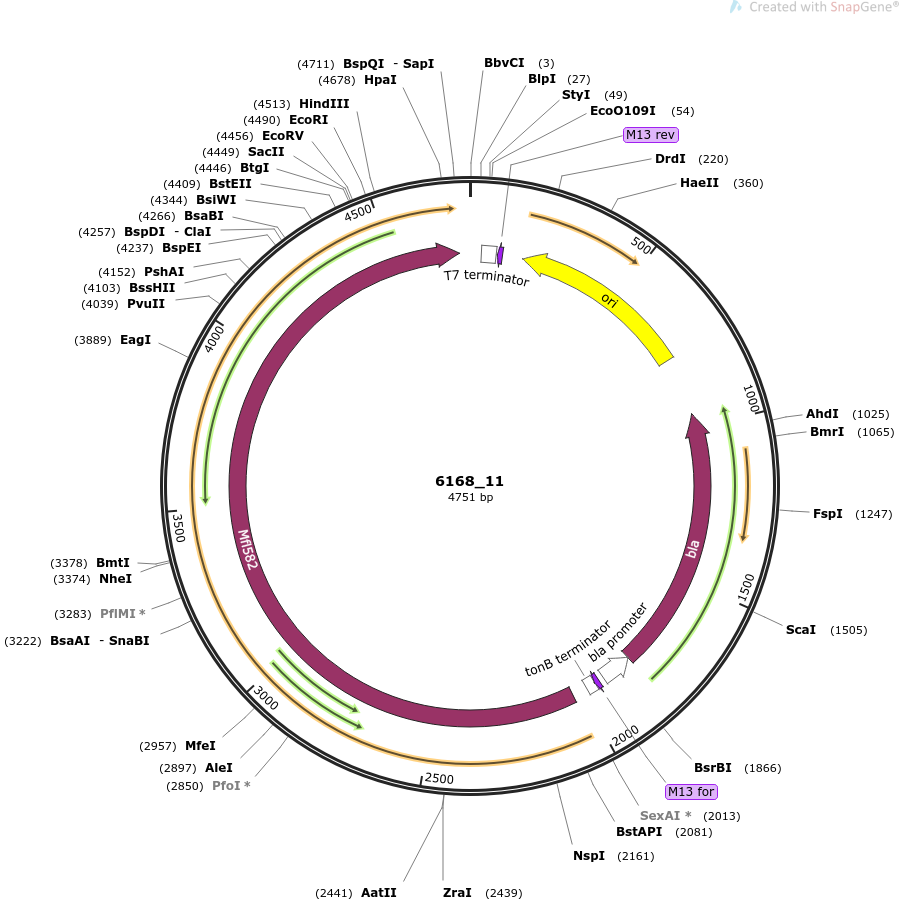 Created with SnapGene®
(4711) BspQI - SapI
(4678) HpaI
(4513) HindIII
(4490) EcoRI
(4456) EcoRV
(4449) SacII
(4446) BtgI
(4409) BstEII
(4344) BsiWI
(4266) BsaBI
(4257) BspDI - ClaI
(4237) BspEI
(4152) PshAI
(4103) BssHII
(4039) PvuII
(3889) EagI
(3378) BmtI
(3374) NheI
(3283) PflMI *
(3222) BsaAI - SnaBI
(2957) MfeI
(2897) AleI
(2850) PfoI *
(2441) AatII
ZraI (2439)
BbvCI (3)
BlpI (27)
StyI (49)
EcoO109I (54)
M13 rev
DrdI (220)
HaeII (360)
AhdI (1025)
BmrI (1065)
FspI (1247)
ScaI (1505)
BsrBI (1866)
M13 for
SexAI * (2013)
BstAPI (2081)
NspI (2161)
500
1000
1500
2000
2500
3000
3500
4000
4500
T7 terminator
ori
bla
bla promoter
tonB terminator
Mfl582
6168_11
4751 bp